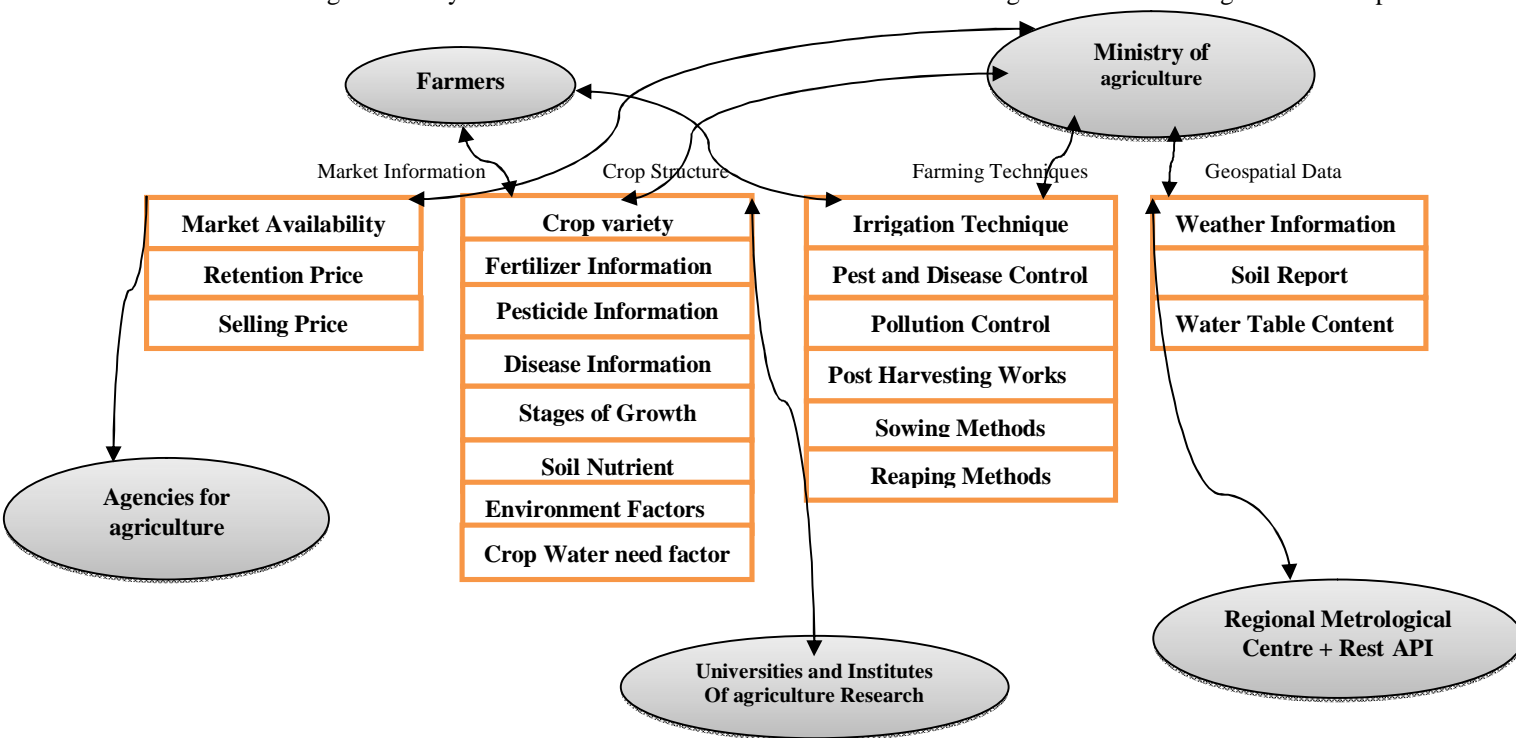 Ministry of
agriculture
Farmers
Market Information
Crop Structure
Farming Techniques
Geospatial Data
Market Availability
Retention Price
Selling Price
Crop variety
Fertilizer Information
Pesticide Information
Disease Information
Stages of Growth
Soil Nutrient
Environment Factors
Crop Water need factor
Irrigation Technique
Pest and Disease Control
Pollution Control
Post Harvesting Works
Sowing Methods
Reaping Methods
Weather Information
Soil Report
Water Table Content
Agencies for
agriculture
Universities and Institutes
Of agriculture Research
Regional Metrological
Centre + Rest API